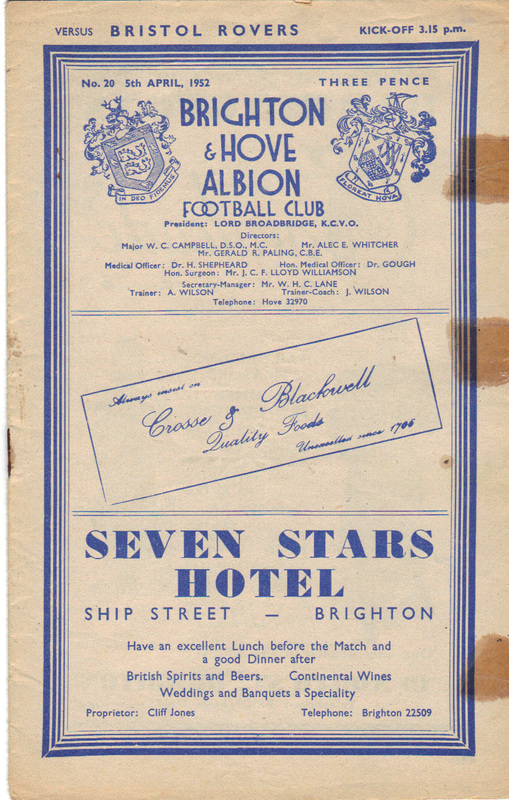 VERSUS BRISTOL ROVERS KICK-OFF 3.15 p.m.
No. 20 5th APRIL, 1952 THREE PENCE
BRIGHTON
& HOVE
ALBION
FOOTBALL CLUB
IN DEO FIDEMUS
FLOREAT HOVA
President: LORD BROADBRIDGE, K.C.V.O.
Directors:
Major W. C. CAMPBELL, D.S.O., M.C. Mr. ALEC E. WHITCHER
Mr. GERALD R. PALING, C.B.E.
Medical Officer: Dr. H. SHEPHEARD Hon. Medical Officer: Dr. GOUGH
Hon. Surgeon: Mr. J. C. F. LLOYD WILLIAMSON
Secretary-Manager: Mr. W. H. C. LANE
Trainer: A. WILSON Trainer-Coach: J. WILSON
Telephone: Hove 32970
Always insist on
Crosse & Blackwell
Quality Foods
Unexcelled since 1706
SEVEN STARS
HOTEL
SHIP STREET — BRIGHTON
Have an excellent Lunch before the Match and
a good Dinner after
British Spirits and Beers. Continental Wines
Weddings and Banquets a Speciality
Proprietor: Cliff Jones Telephone: Brighton 22509